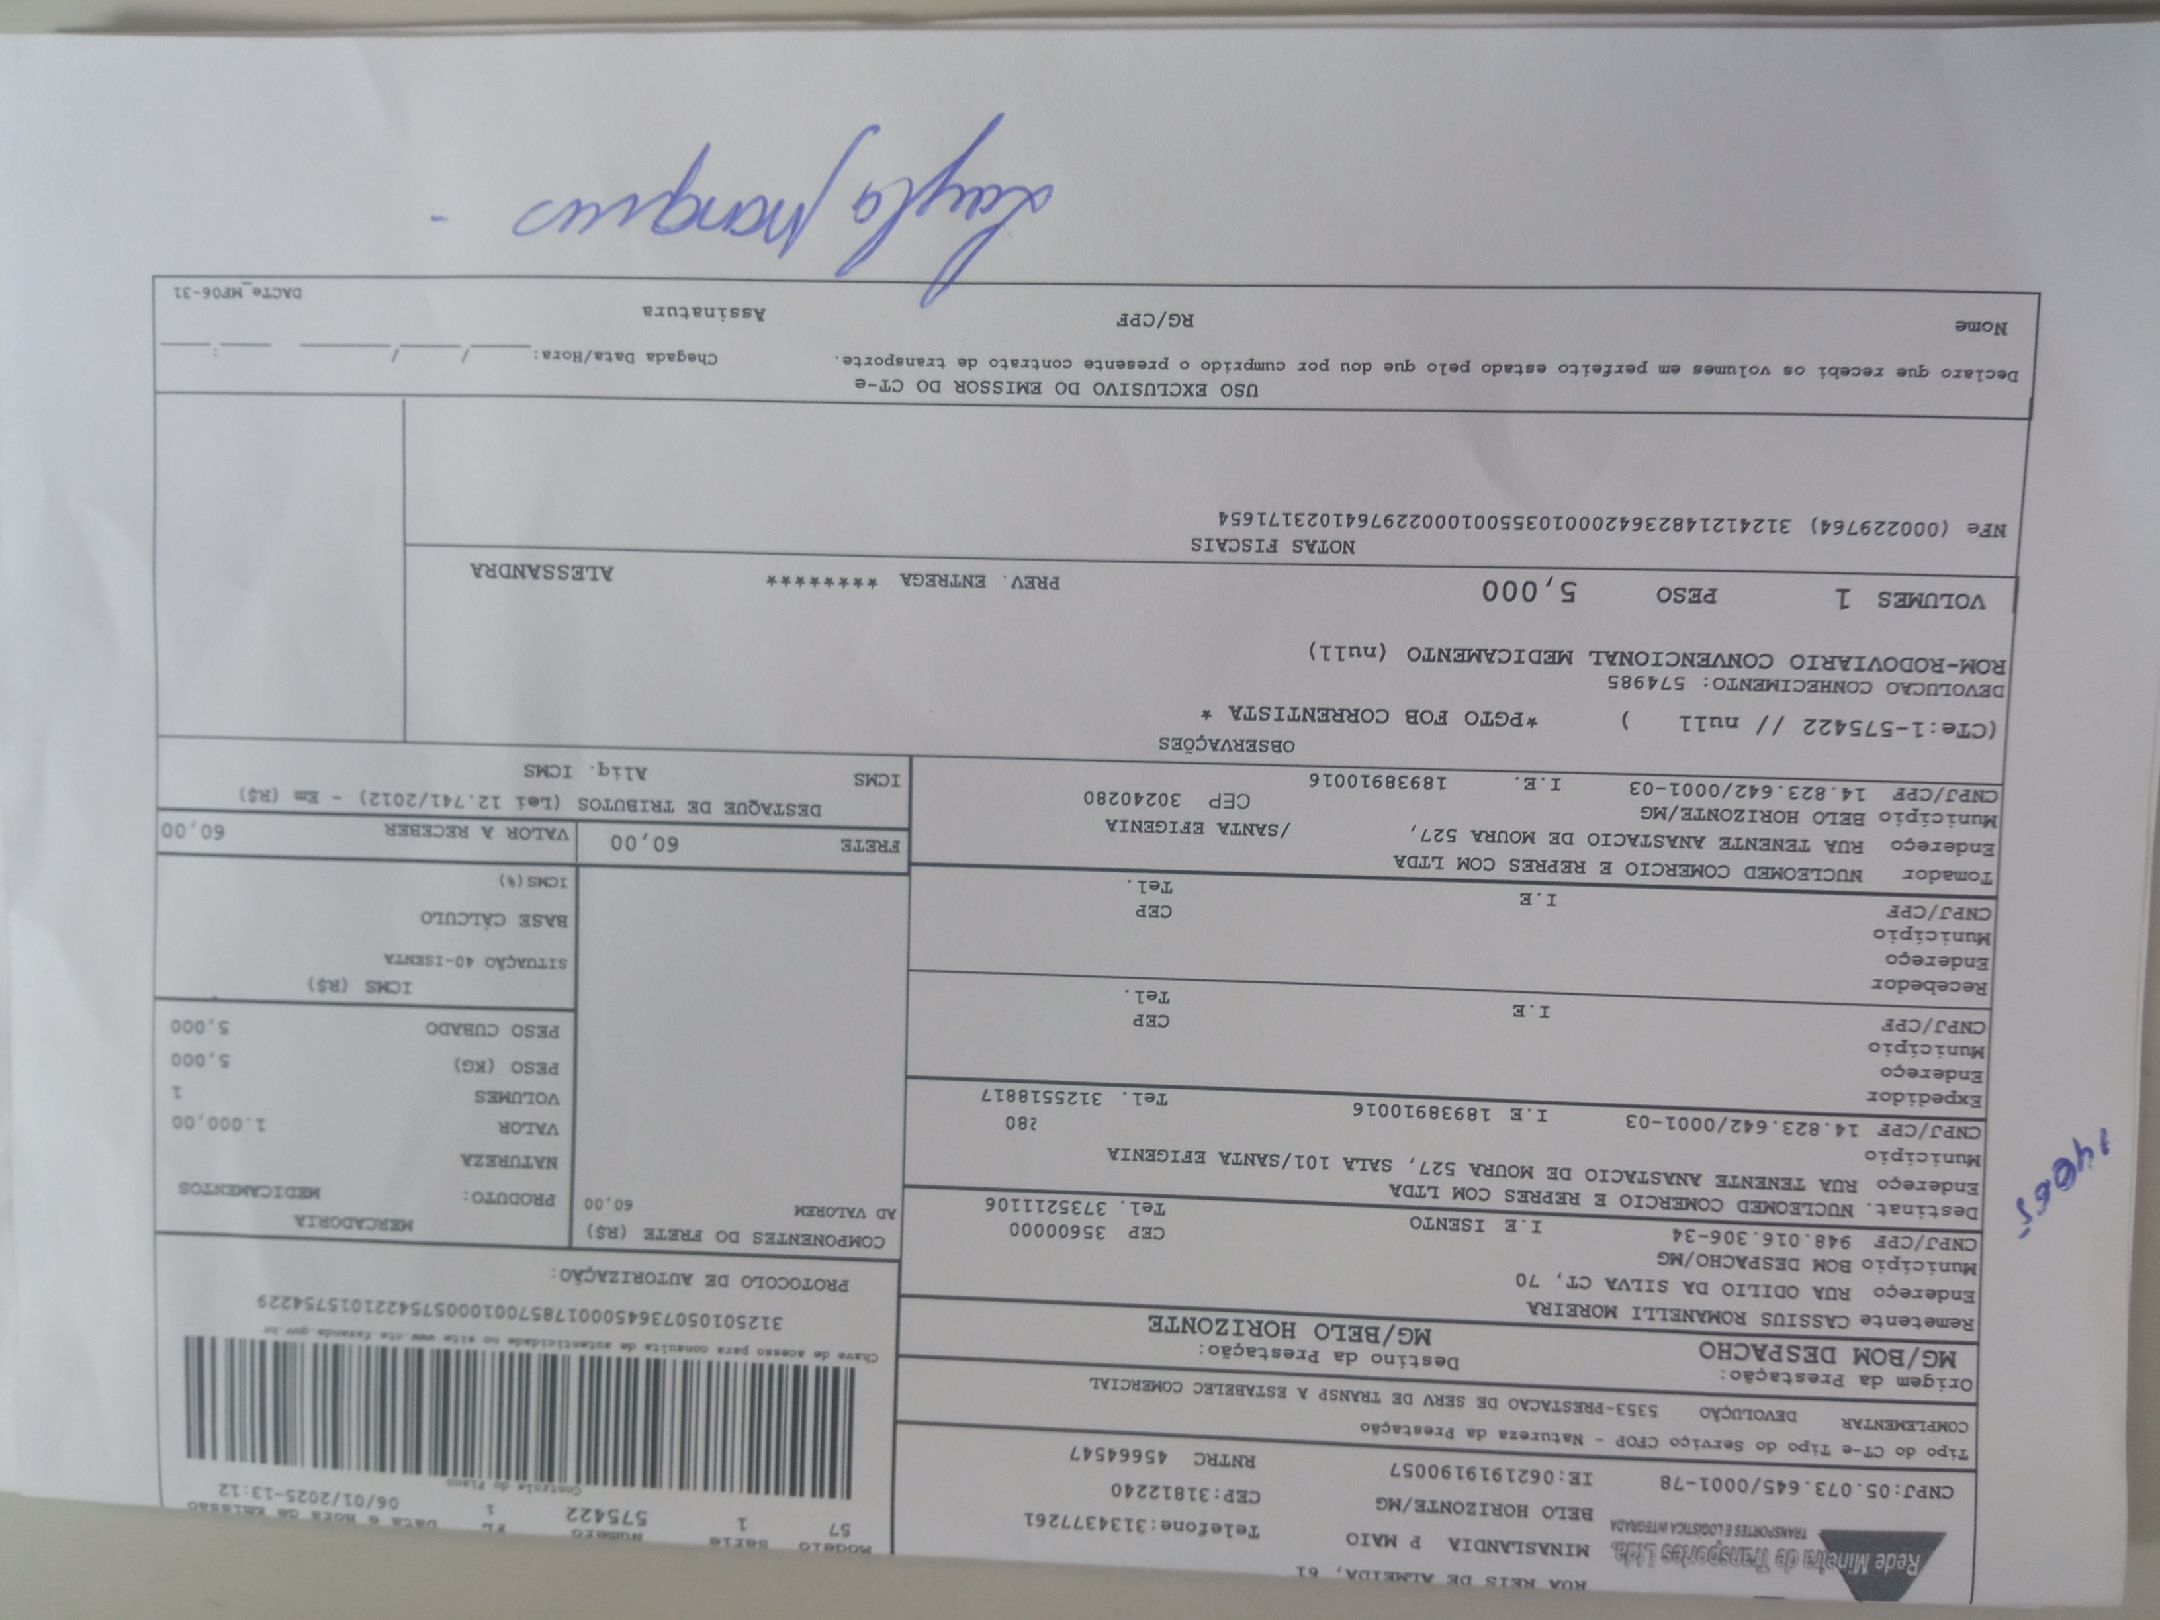 RUA REIS DE ALMEIDA, 61
Rede Mineira de Transportes Ltda.
TRANSPORTES E LOGISTICA INTEGRADA
MINASLANDIA P MAIO Telefone:3134377261
BELO HORIZONTE/MG CEP:31812240
CNPJ:05.073.645/0001-78 IE:0621919190057 RNTRC 45664547
Modelo Serie Numero FL Data e Hora de Emissão
57 1 575422 1 06/01/2025-13:12
Controle do Fisco
Chave de acesso para consulta de autenticidade no site www.cte.fazenda.gov.br
31250105073645000178570010005754221015754229
PROTOCOLO DE AUTORIZAÇÃO:
Tipo do CT-e Tipo do Serviço CFOP - Natureza da Prestação
COMPLEMENTAR DEVOLUÇÃO 5353-PRESTACAO DE SERV DE TRANSP A ESTABELEC COMERCIAL
Origem da Prestação: Destino da Prestação:
MG/BOM DESPACHO MG/BELO HORIZONTE
Remetente CASSIUS ROMANELLI MOREIRA
Endereço RUA ODILIO DA SILVA CT, 70
Município BOM DESPACHO/MG CEP 35600000
CNPJ/CPF 948.016.306-34 I.E ISENTO Tel. 3735211106
Destinat. NUCLEOMED COMERCIO E REPRES COM LTDA
Endereço RUA TENENTE ANASTACIO DE MOURA 527, SALA 101/SANTA EFIGENIA
Município 280
CNPJ/CPF 14.823.642/0001-03 I.E 18938910016 Tel. 3125518817
Expedidor
Endereço
Município CEP
CNPJ/CPF I.E Tel.
Recebedor
Endereço
Município CEP
CNPJ/CPF I.E Tel.
Tomador NUCLEOMED COMERCIO E REPRES COM LTDA
Endereço RUA TENENTE ANASTACIO DE MOURA 527, /SANTA EFIGENIA
Município BELO HORIZONTE/MG CEP 30240280
CNPJ/CPF 14.823.642/0001-03 I.E. 18938910016
COMPONENTES DO FRETE (R$)
AD VALOREM 60,00
MERCADORIA
PRODUTO: MEDICAMENTOS
NATUREZA
VALOR 1.000,00
VOLUMES 1
PESO (KG) 5,000
PESO CUBADO 5,000
ICMS (R$)
SITUAÇÃO 40-ISENTA
BASE CÁLCULO
ICMS(%)
FRETE 60,00 VALOR A RECEBER 60,00
DESTAQUE DE TRIBUTOS (Lei 12.741/2012) - Em (R$)
ICMS Aliq. ICMS
OBSERVAÇÕES
(CTe:1-575422 // null ) *PGTO FOB CORRENTISTA *
DEVOLUCAO CONHECIMENTO: 574985
ROM-RODOVIARIO CONVENCIONAL MEDICAMENTO (null)
VOLUMES 1 PESO 5,000 PREV. ENTREGA ******** ALESSANDRA
NOTAS FISCAIS
NFe (000229764) 31241214823642000103550010002297641023171654
USO EXCLUSIVO DO EMISSOR DO CT-e
Declaro que recebi os volumes em perfeito estado pelo que dou por cumprido o presente contrato de transporte. Chegada Data/Hora:____/____/______ ___:___
Nome RG/CPF Assinatura
DACTe_MF06-31
Layla Marques -